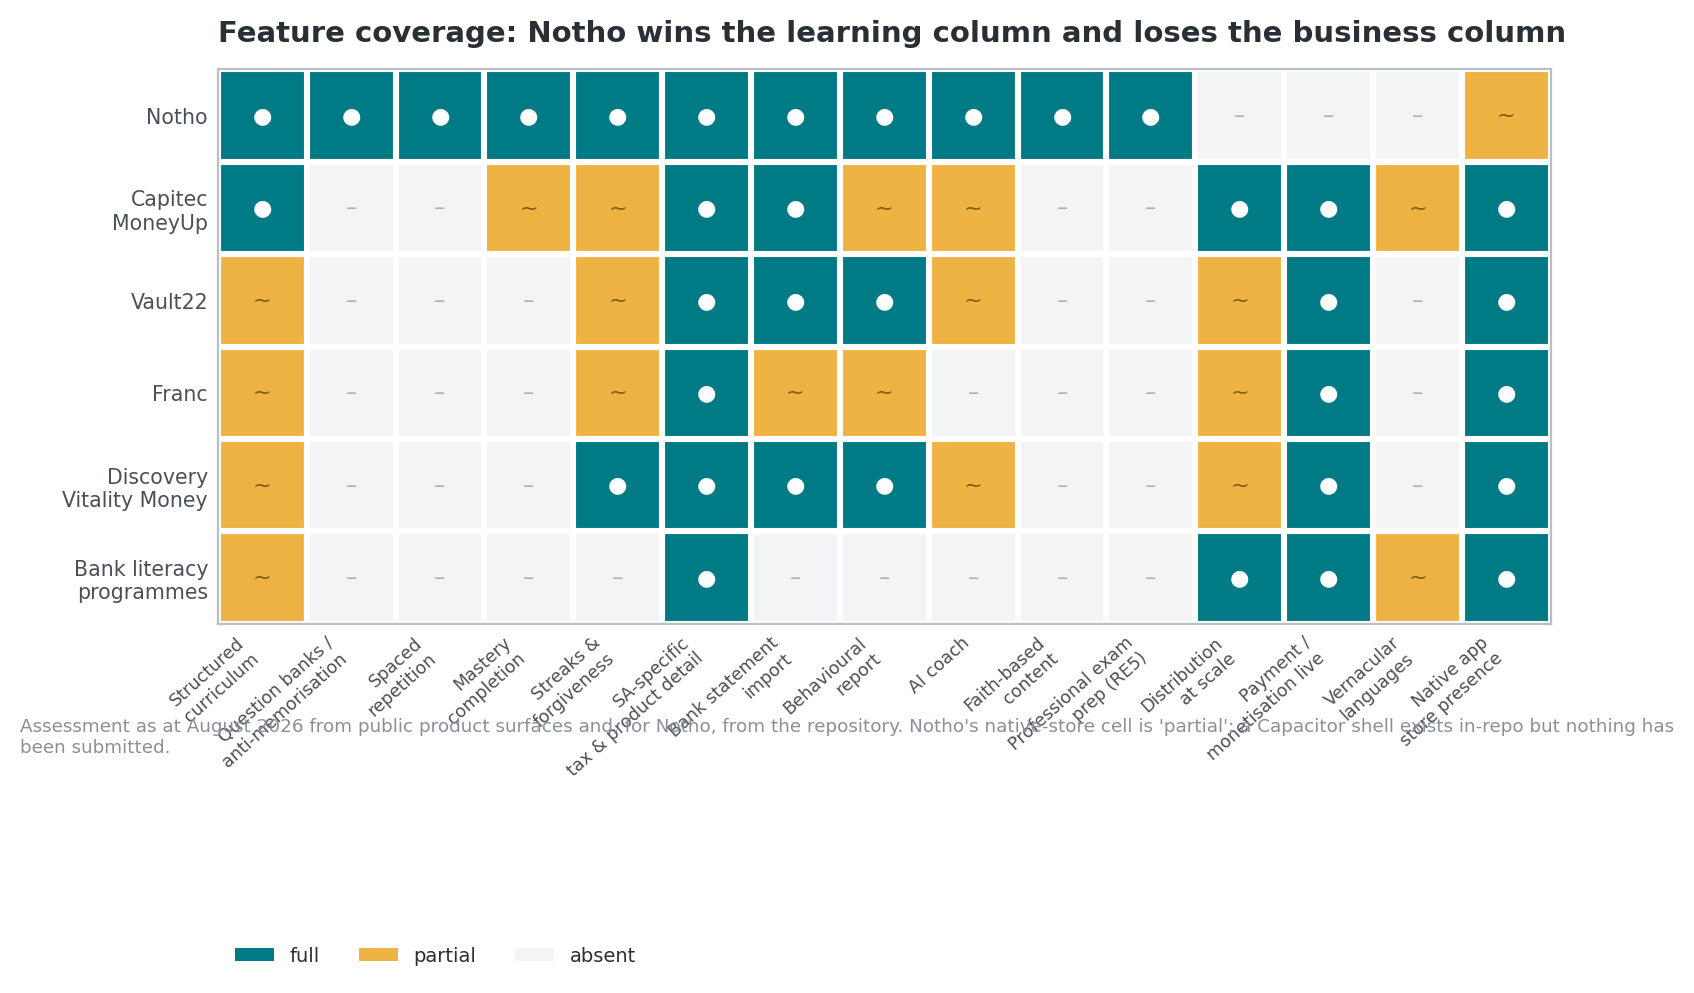 Feature coverage: Notho wins the learning column and loses the business column
Notho
● ● ● ● ● ● ● ● ● ● ● – – – ~
Capitec
MoneyUp
● – – ~ ~ ● ● ~ ~ – – ● ● ~ ●
Vault22
~ – – – ~ ● ● ● ~ – – ~ ● – ●
Franc
~ – – – ~ ● ~ ~ – – – ~ ● – ●
Discovery
Vitality Money
~ – – – ● ● ● ● ~ – – ~ ● – ●
Bank literacy
programmes
~ – – – – ● – – – – – ● ● ~ ●
Structured
curriculum
Question banks /
anti-memorisation
Spaced
repetition
Mastery
completion
Streaks &
forgiveness
SA-specific
tax & product detail
Bank statement
import
Behavioural
report
AI coach
Faith-based
content
Professional exam
prep (RE5)
Distribution
at scale
Payment /
monetisation live
Vernacular
languages
Native app
store presence
Assessment as at August 2026 from public product surfaces and, for Notho, from the repository. Notho's native-store cell is 'partial': a Capacitor shell exists in-repo but nothing has
been submitted.
full
partial
absent